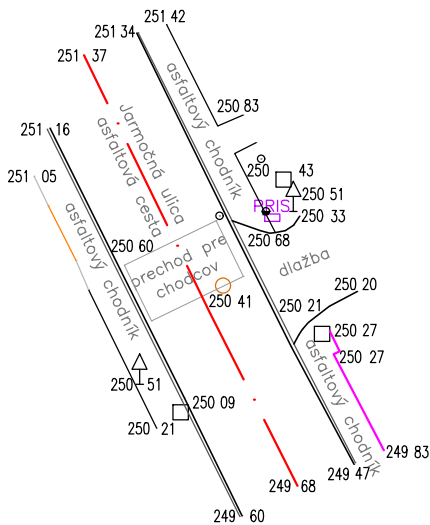 251 42
251 34
251 37
250 83
asfaltový chodník
Jarmočná ulica
asfaltová cesta
251 16
250 43
251 05
250 51
PRIS
250 33
250 68
asfaltový chodník
250 60
prechod pre
chodcov
dlažba
250 20
250 41
250 21
250 27
250 27
asfaltový chodník
250 51
250 09
250 21
249 83
249 47
249 68
249 60